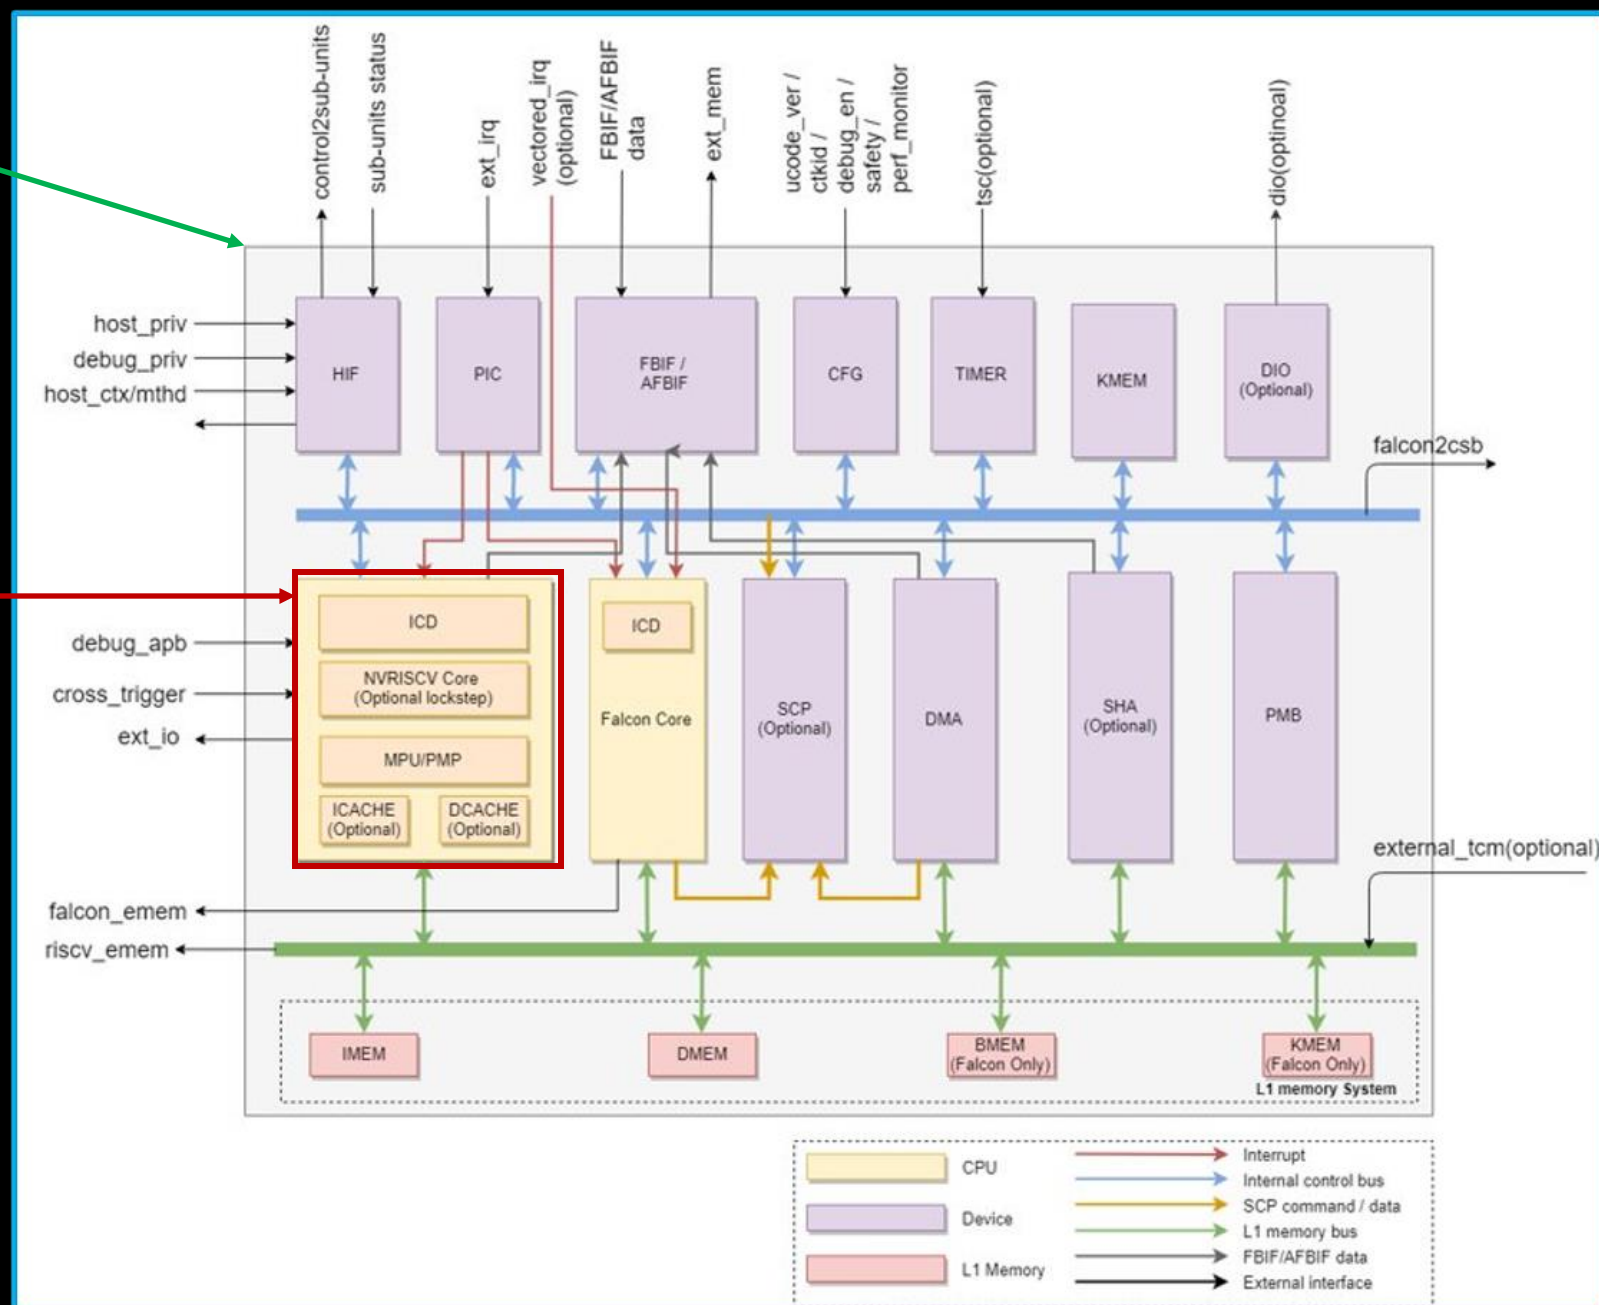 control2sub-units
sub-units status
ext_irq
vectored_irq
(optional)
FBIF/AFBIF
data
ext_mem
ucode_ver /
ctkid /
debug_en /
safety /
perf_monitor
tsc(optional)
dio(optinoal)
host_priv
debug_priv
host_ctx/mthd
HIF
PIC
FBIF /
AFBIF
CFG
TIMER
KMEM
DIO
(Optional)
falcon2csb
debug_apb
cross_trigger
ext_io
ICD
NVRISCV Core
(Optional lockstep)
MPU/PMP
ICACHE
(Optional)
DCACHE
(Optional)
ICD
Falcon Core
SCP
(Optional)
DMA
SHA
(Optional)
PMB
external_tcm(optional)
falcon_emem
riscv_emem
IMEM
DMEM
BMEM
(Falcon Only)
KMEM
(Falcon Only)
L1 memory System
CPU
Device
L1 Memory
Interrupt
Internal control bus
SCP command / data
L1 memory bus
FBIF/AFBIF data
External interface